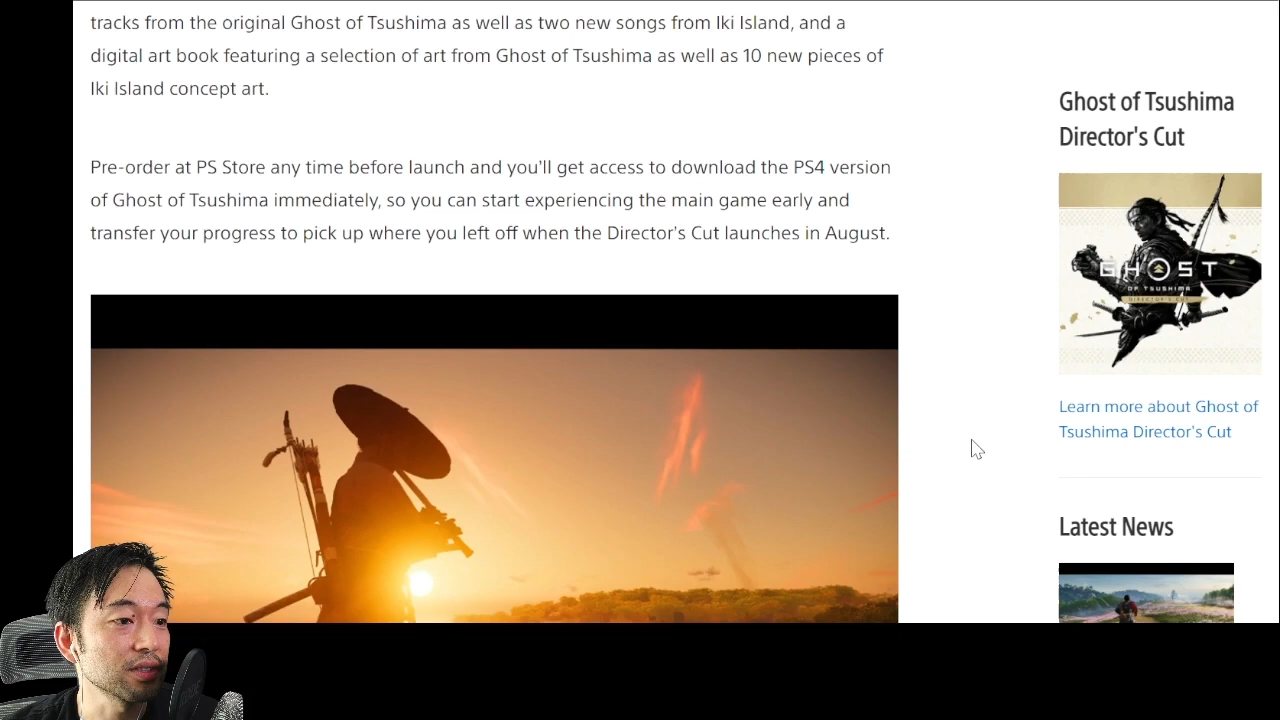 tracks from the original Ghost of Tsushima as well as two new songs from Iki Island, and a
digital art book featuring a selection of art from Ghost of Tsushima as well as 10 new pieces of
Iki Island concept art.
Pre-order at PS Store any time before launch and you'll get access to download the PS4 version
of Ghost of Tsushima immediately, so you can start experiencing the main game early and
transfer your progress to pick up where you left off when the Director's Cut launches in August.
Ghost of Tsushima
Director's Cut
GHOST
OF TSUSHIMA
DIRECTOR'S CUT
Learn more about Ghost of
Tsushima Director's Cut
Latest News